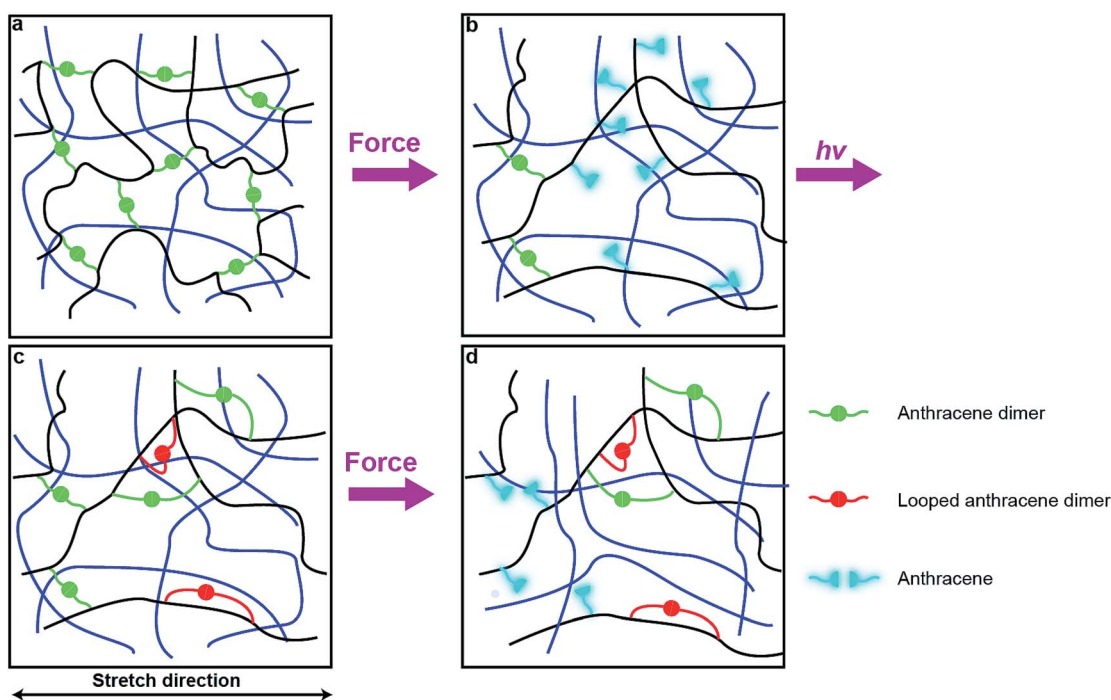 a
b
Force
hv
c
d
Force
Anthracene dimer
Looped anthracene dimer
Anthracene
Stretch direction